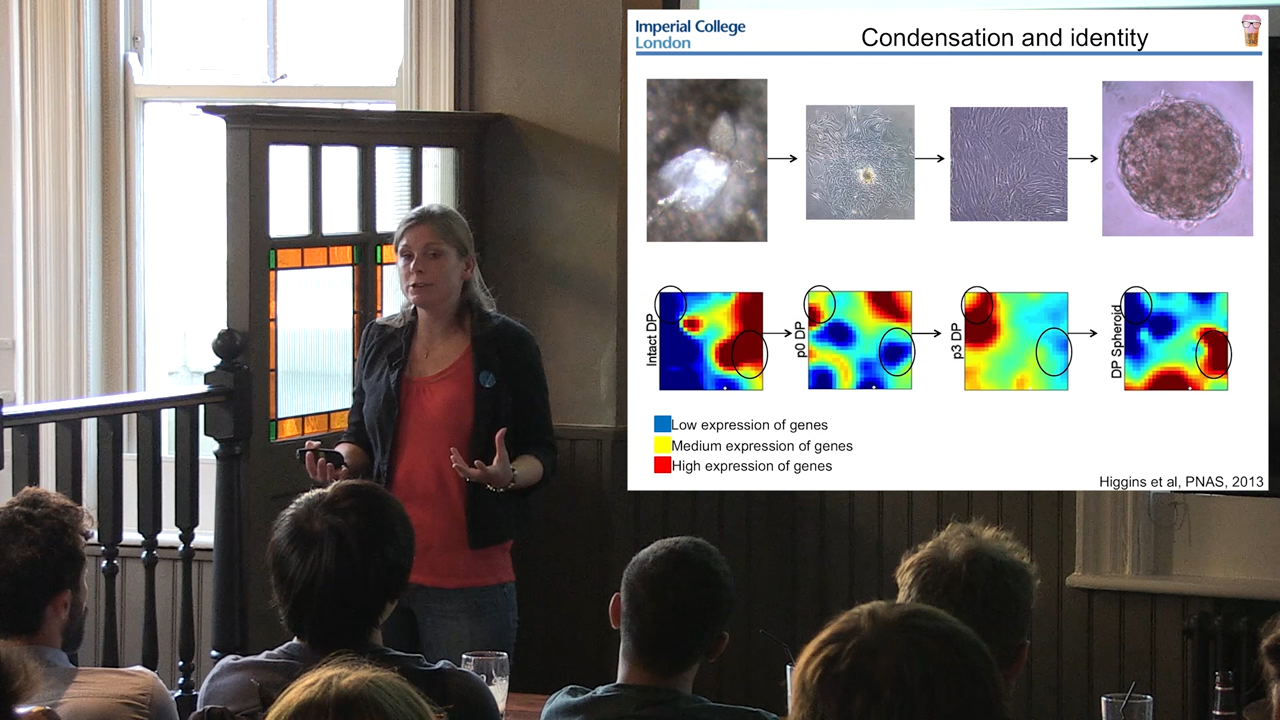 Imperial College
London
Condensation and identity
Intact DP
p0 DP
p3 DP
DP Spheroid
Low expression of genes
Medium expression of genes
High expression of genes
Higgins et al, PNAS, 2013